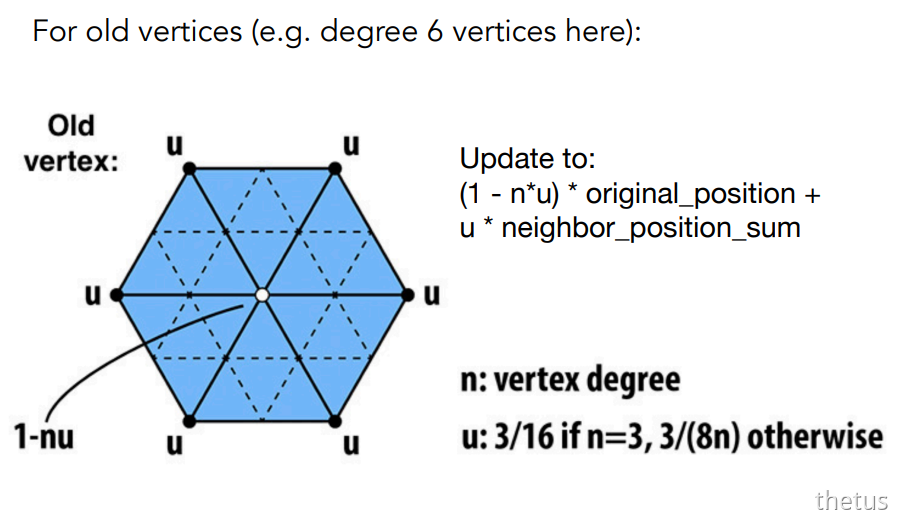 For old vertices (e.g. degree 6 vertices here):
Old
vertex:
u
u
Update to:
(1 - n*u) * original_position +
u * neighbor_position_sum
u
u
n: vertex degree
1-nu
u
u
u: 3/16 if n=3, 3/(8n) otherwise
thetus